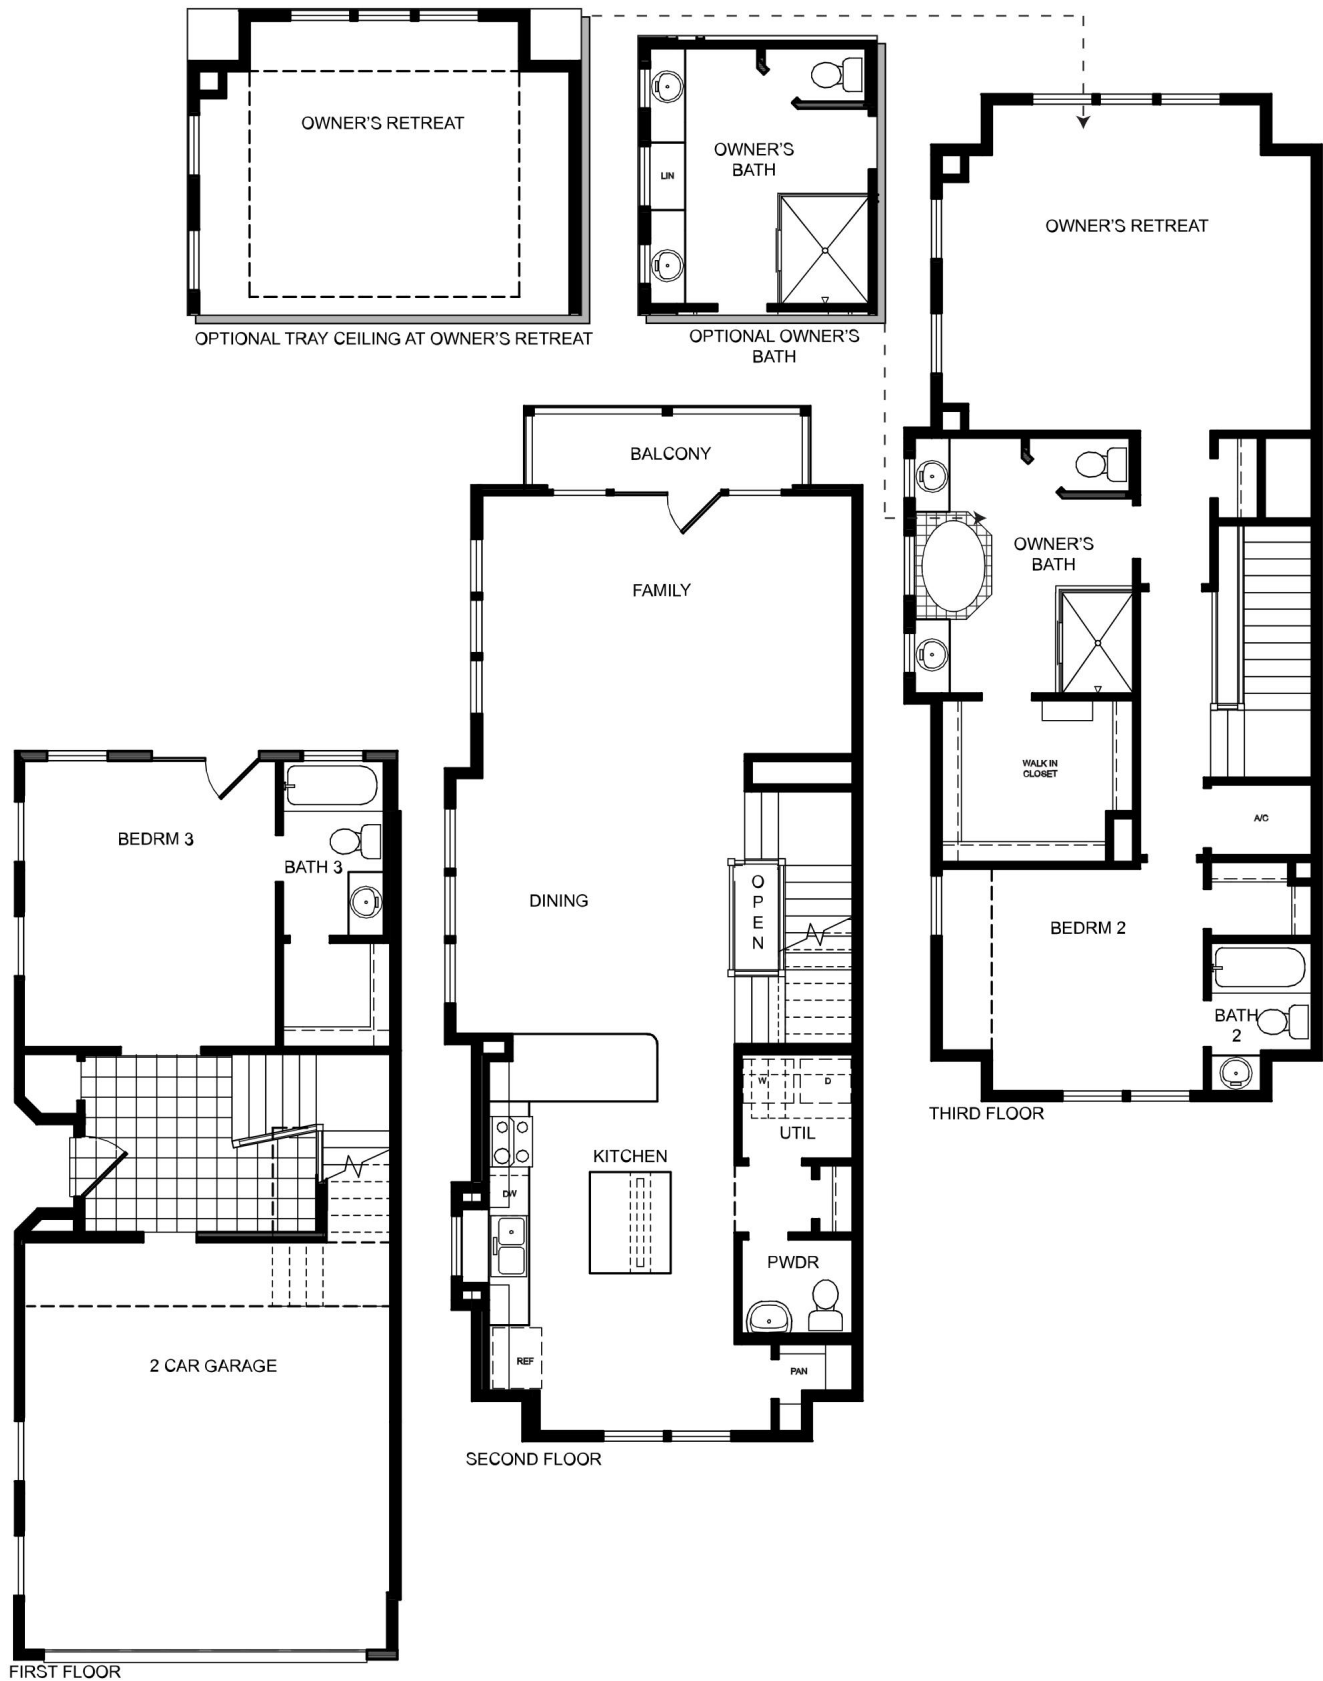 OWNER'S RETREAT
OPTIONAL TRAY CEILING AT OWNER'S RETREAT
OWNER'S
BATH
LIN
OPTIONAL OWNER'S
BATH
OWNER'S RETREAT
OWNER'S
BATH
WALK IN
CLOSET
A/C
BEDRM 2
BATH
2
THIRD FLOOR
BALCONY
FAMILY
DINING
O
P
E
N
W
D
UTIL
KITCHEN
DW
PWDR
REF
PAN
SECOND FLOOR
BEDRM 3
BATH 3
2 CAR GARAGE
FIRST FLOOR